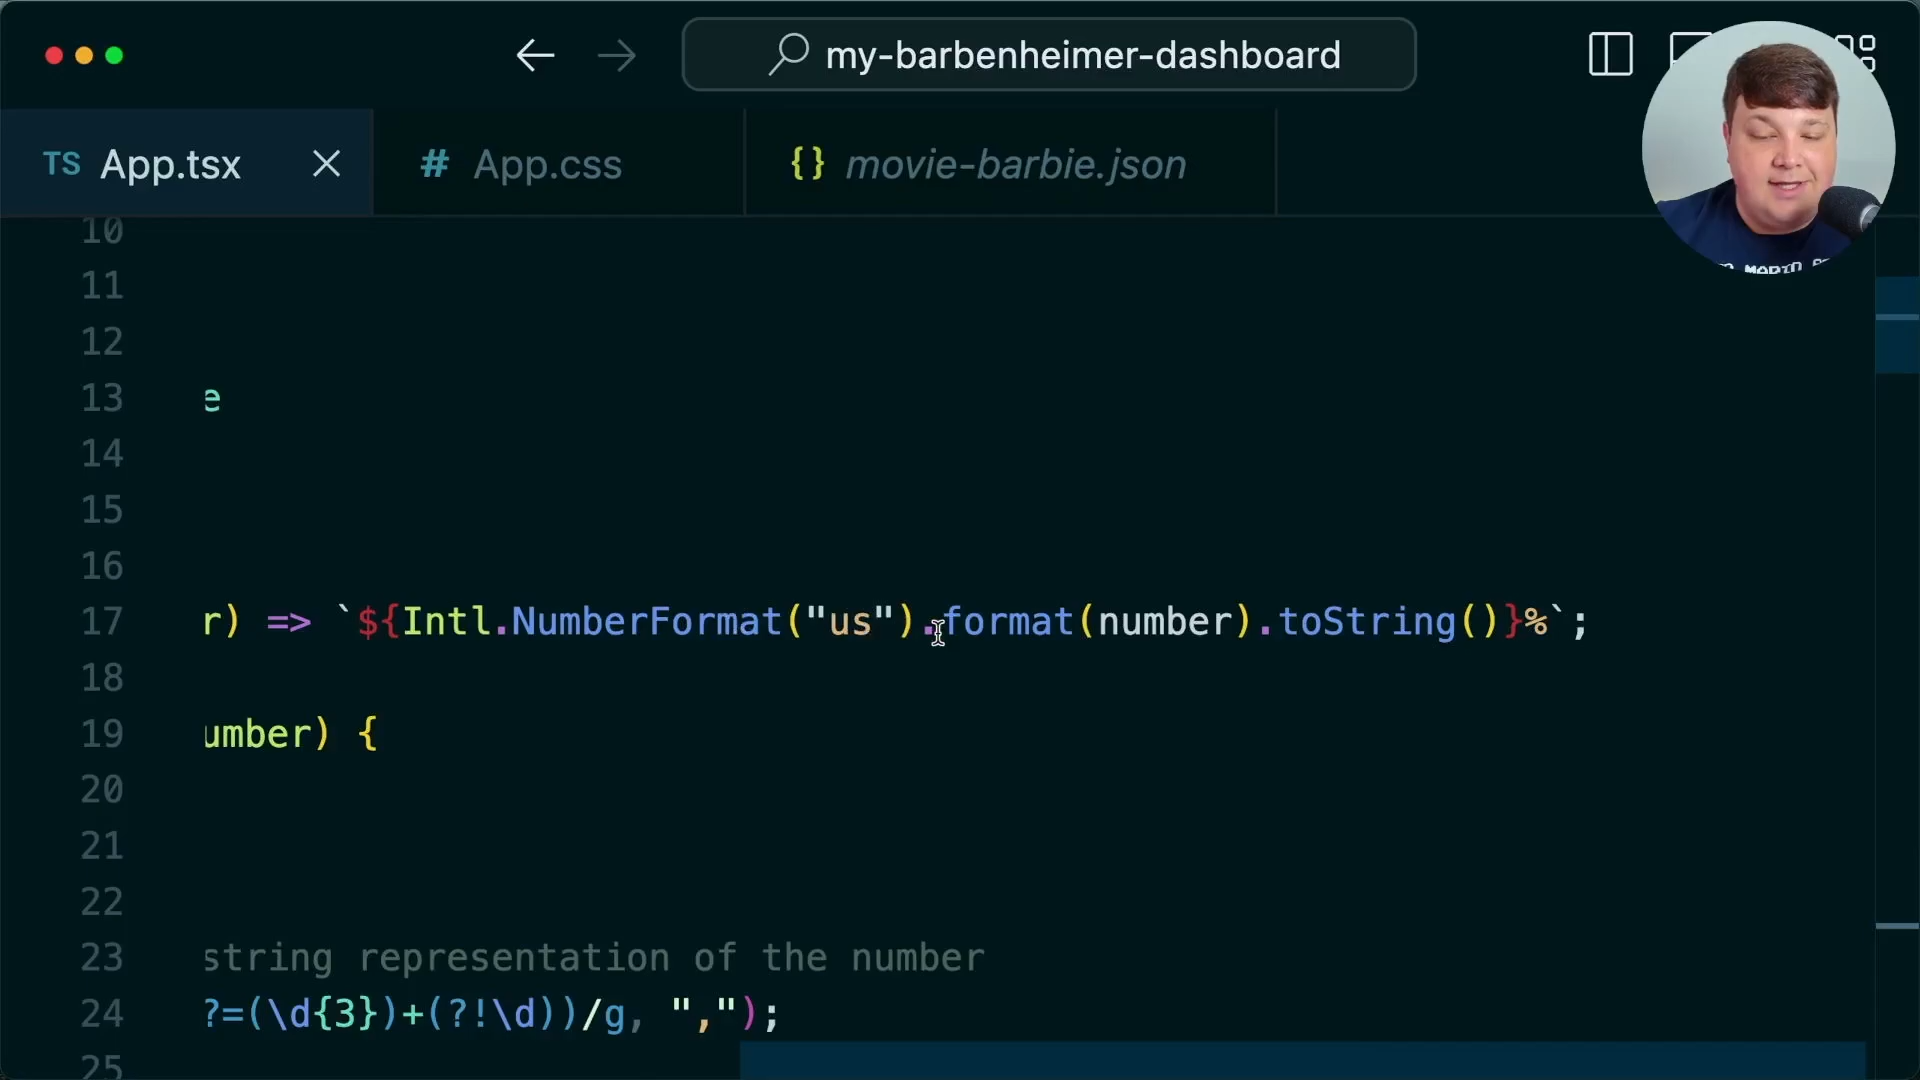 my-barbenheimer-dashboard
TS App.tsx
# App.css
{} movie-barbie.json
10
11
12
13 e
14
15
16
17 r) => `${Intl.NumberFormat("us").format(number).toString()}%`;
18
19 umber) {
20
21
22
23 string representation of the number
24 ?=(\d{3})+(?!\d))/g, ",");
25